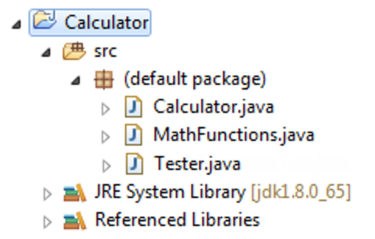 Calculator
src
(default package)
Calculator.java
MathFunctions.java
Tester.java
JRE System Library [jdk1.8.0_65]
Referenced Libraries